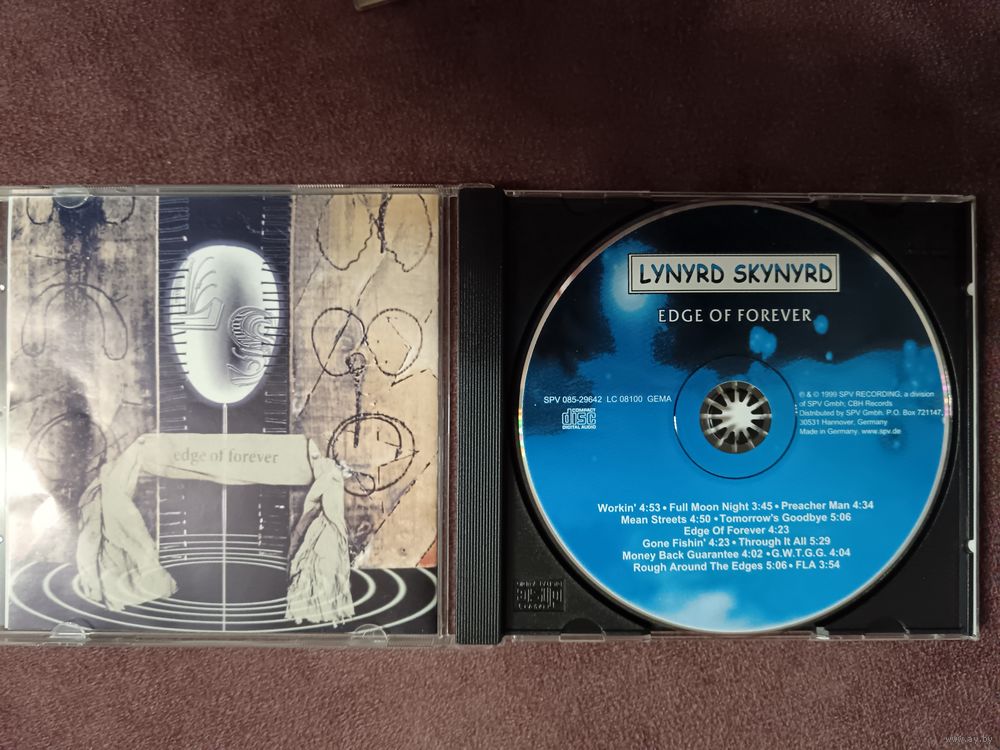 edge of forever
LYNYRD SKYNYRD
EDGE OF FOREVER
SPV 085-29642 LC 08100 GEMA
COMPACT
disc
DIGITAL AUDIO
℗ & © 1999 SPV RECORDING, a division
of SPV Gmbh; CBH Records
Distributed by SPV Gmbh. P.O. Box 721147,
30531 Hannover, Germany
Made in Germany. www.spv.de
Workin' 4:53 • Full Moon Night 3:45 • Preacher Man 4:34
Mean Streets 4:50 • Tomorrow's Goodbye 5:06
Edge Of Forever 4:23
Gone Fishin' 4:23 • Through It All 5:29
Money Back Guarantee 4:02 • G.W.T.G.G. 4:04
Rough Around The Edges 5:06 • FLA 3:54
www.ay.by